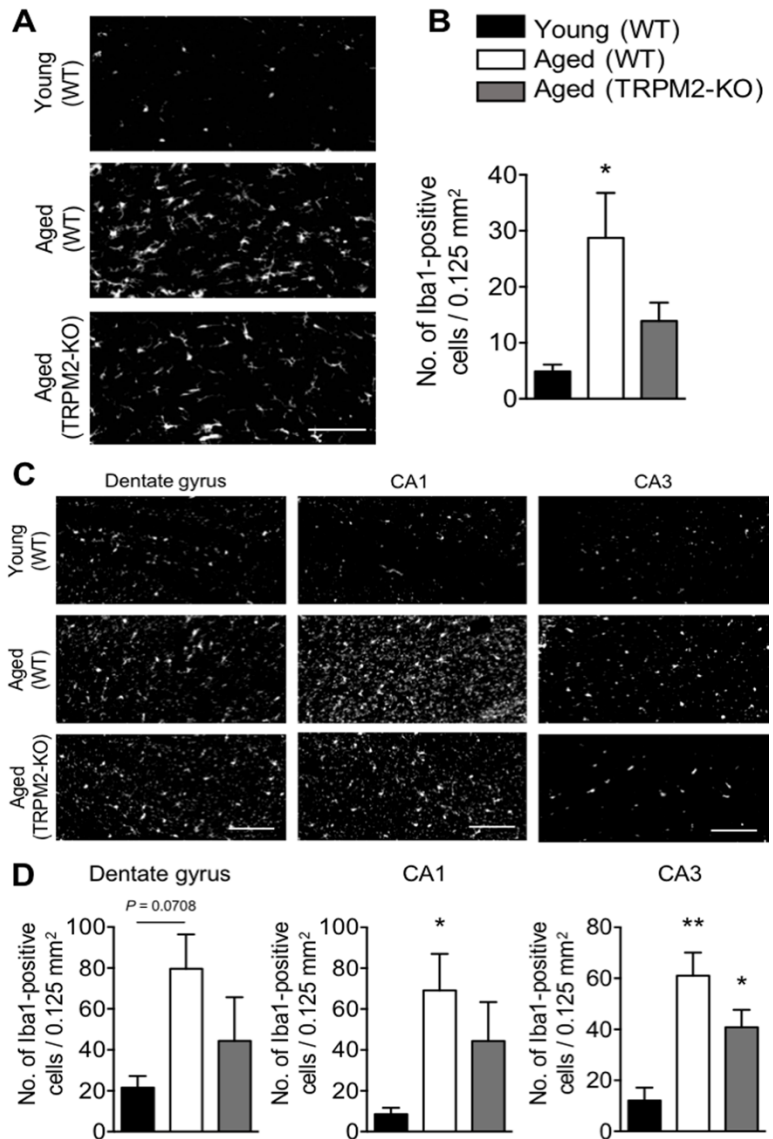 A
Young
(WT)
Aged
(WT)
Aged
(TRPM2-KO)
B
Young (WT)
Aged (WT)
Aged (TRPM2-KO)
No. of Iba1-positive
cells / 0.125 mm²
40
30
20
10
0
*
C
Dentate gyrus
CA1
CA3
Young
(WT)
Aged
(WT)
Aged
(TRPM2-KO)
D
Dentate gyrus
P = 0.0708
No. of Iba1-positive
cells / 0.125 mm²
100
80
60
40
20
0
CA1
No. of Iba1-positive
cells / 0.125 mm²
100
80
60
40
20
0
*
CA3
No. of Iba1-positive
cells / 0.125 mm²
80
60
40
20
0
**
*